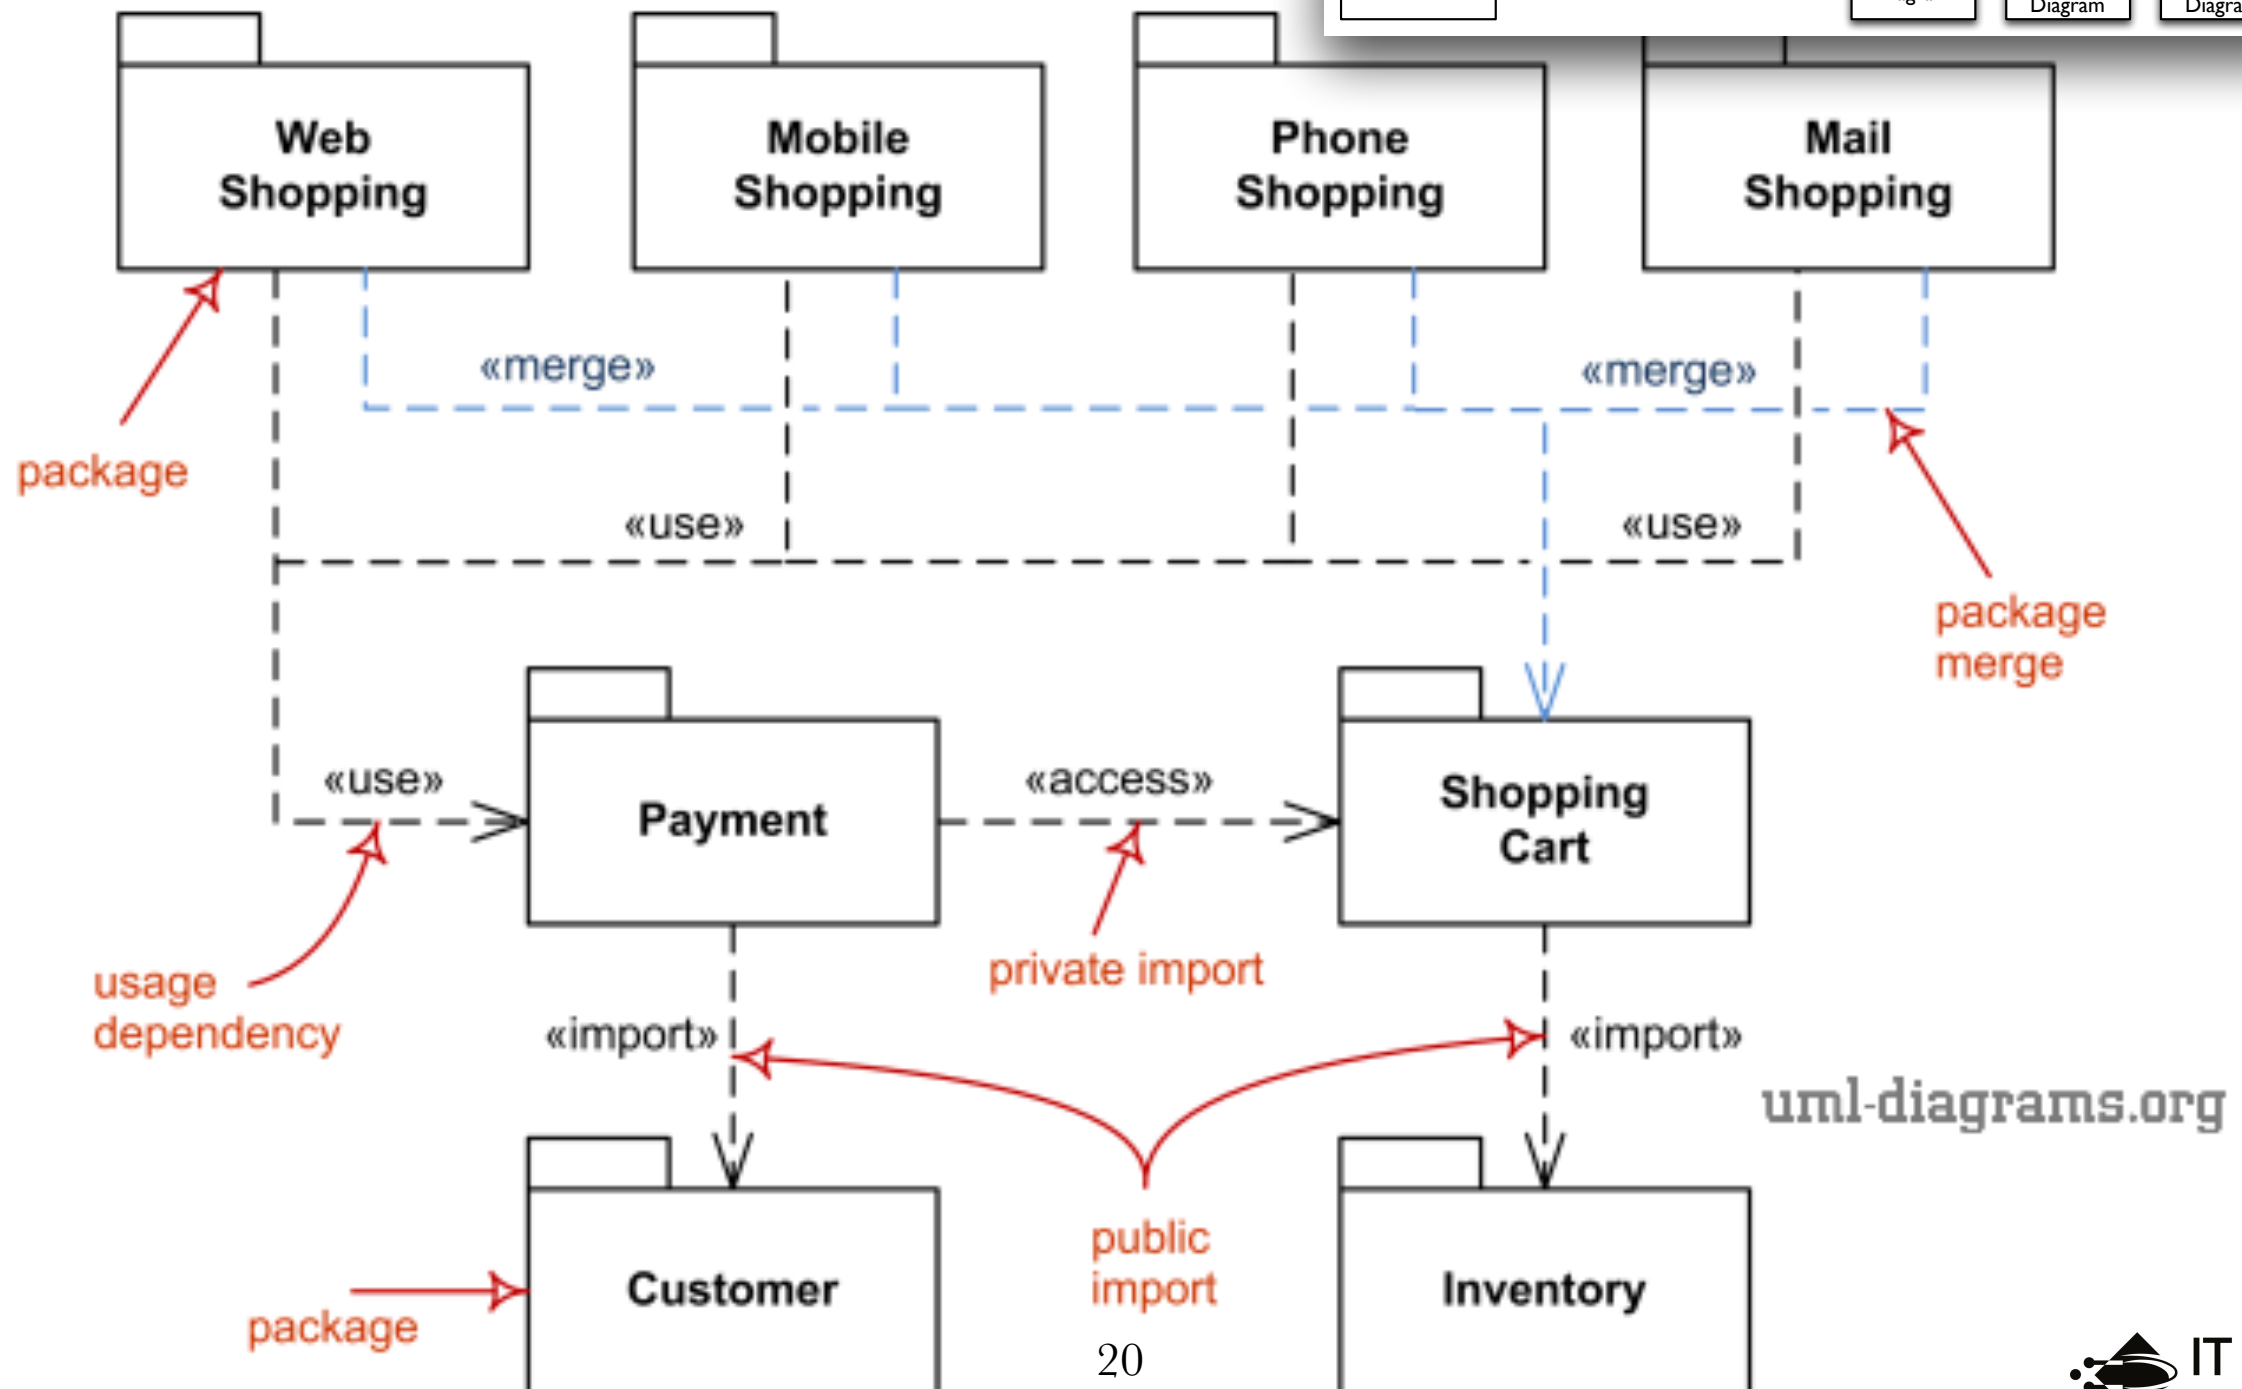 Diagram
Web
Shopping
Mobile
Shopping
Phone
Shopping
Mail
Shopping
«merge»
«merge»
package
«use»
«use»
package
merge
«use»
Payment
«access»
Shopping
Cart
usage
dependency
private import
«import»
«import»
uml-diagrams.org
public
import
Customer
Inventory
package
20
IT